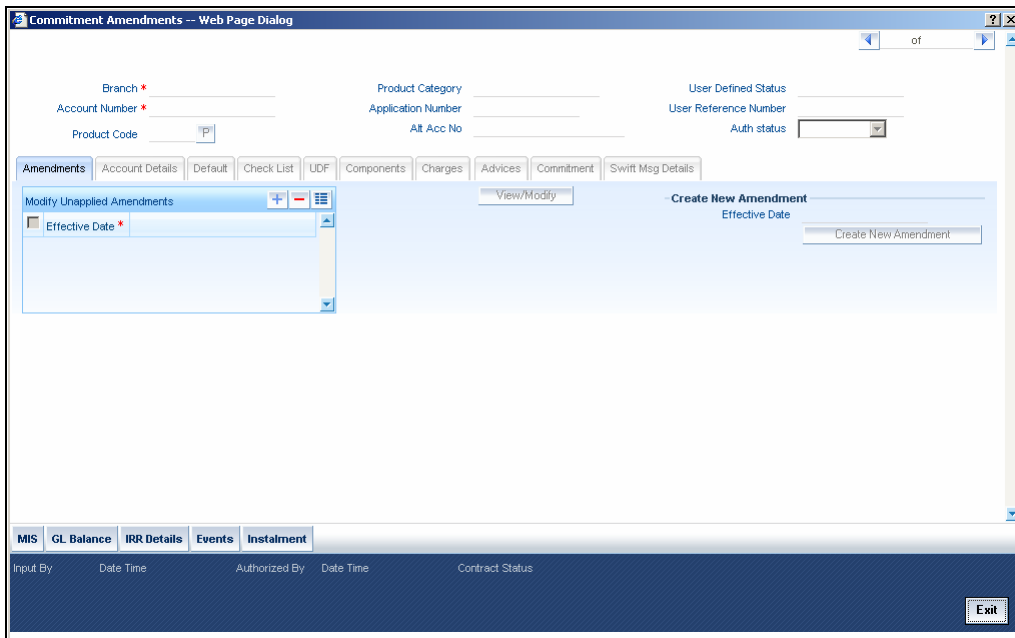 Commitment Amendments -- Web Page Dialog
of
Branch * Product Category User Defined Status
Account Number * Application Number User Reference Number
Product Code P Alt Acc No Auth status
Amendments Account Details Default Check List UDF Components Charges Advices Commitment Swift Msg Details
Modify Unapplied Amendments View/Modify Create New Amendment
Effective Date * Effective Date
Create New Amendment
MIS GL Balance IRR Details Events Instalment
Input By Date Time Authorized By Date Time Contract Status
Exit